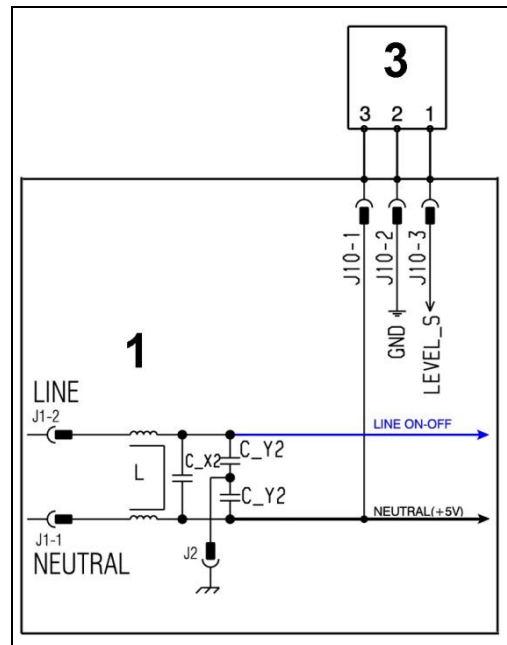 3
3 2 1
J10-1
J10-2
J10-3
GND
LEVEL_S
1
LINE
J1-2
LINE ON-OFF
L
C_X2
C_Y2
C_Y2
NEUTRAL(+5V)
J1-1
J2
NEUTRAL